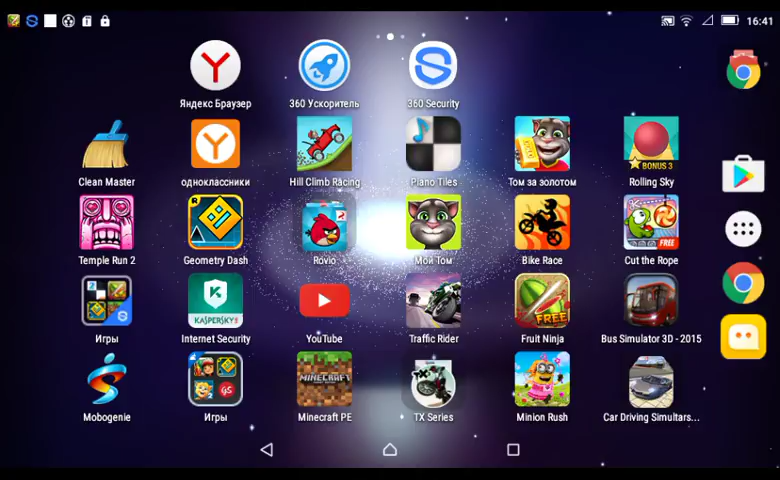 16:41
Яндекс Браузер
360 Ускоритель
360 Security
Clean Master
одноклассники
Hill Climb Racing
Piano Tiles
Том за золотом
BONUS 3
Rolling Sky
Temple Run 2
Geometry Dash
Rovio
Мой Том
Bike Race
FREE
Cut the Rope
KASPERSKY
Игры
Internet Security
YouTube
Traffic Rider
FREE
Fruit Ninja
Bus Simulator 3D - 2015
MINECRAFT
TX
Mobogenie
Игры
Minecraft PE
TX Series
Minion Rush
Car Driving Simultars...